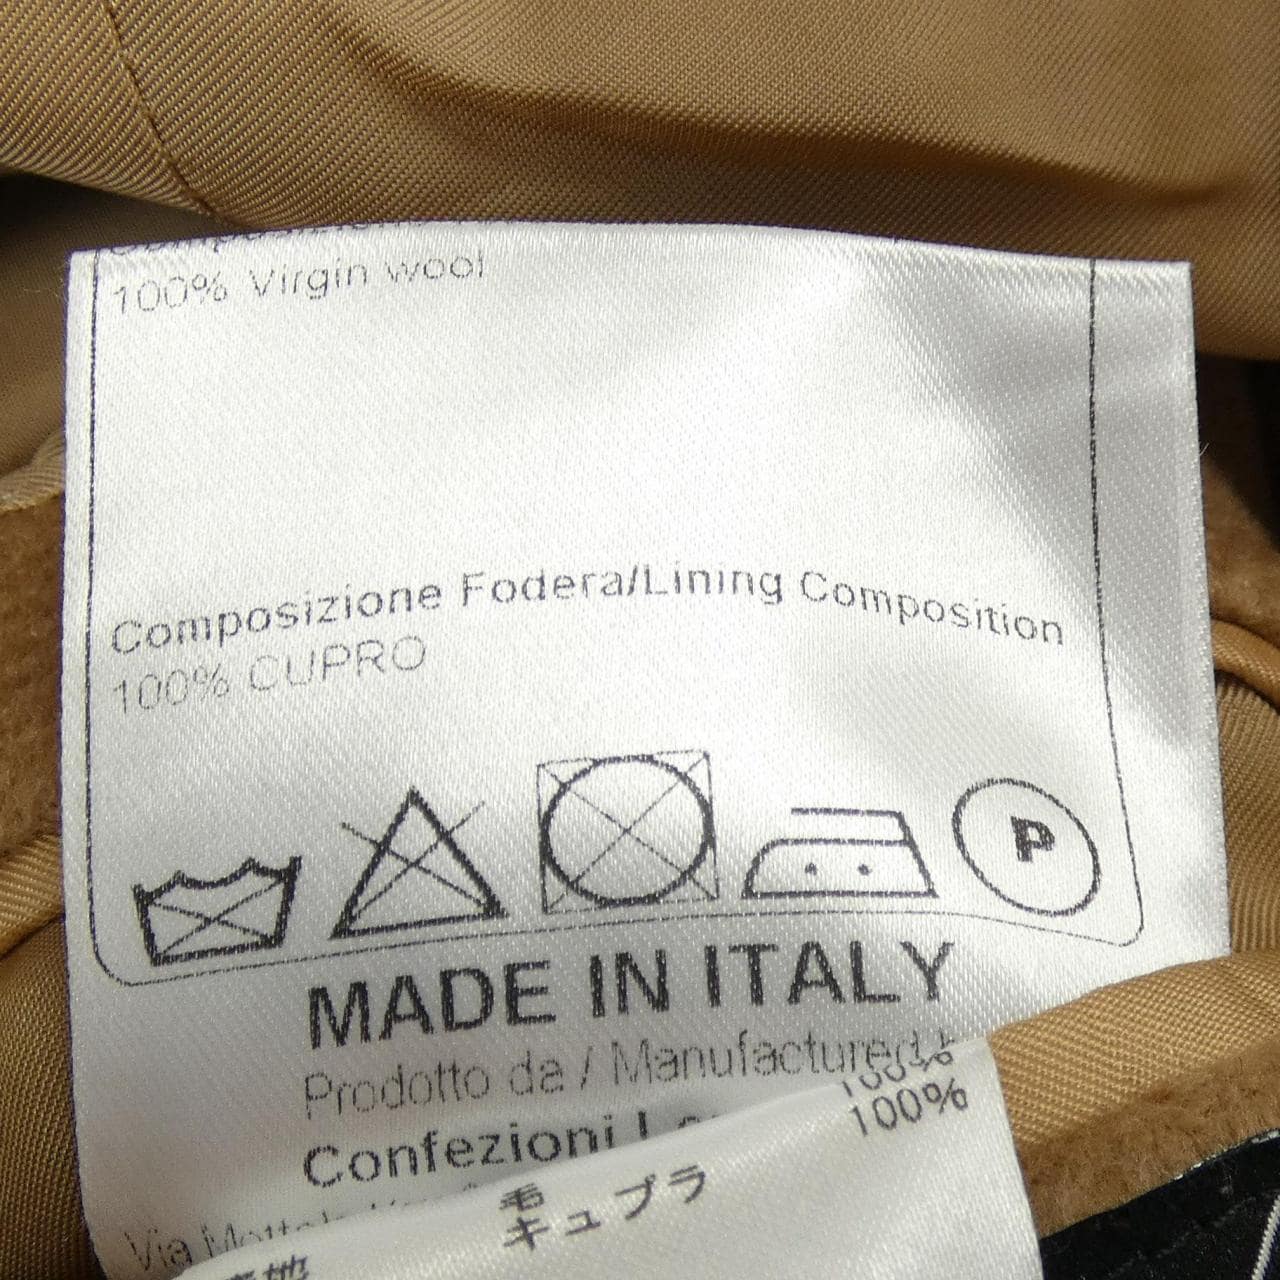 100% Virgin wool
Composizione Fodera/Lining Composition
100% CUPRO
P
MADE IN ITALY
Prodotto da / Manufactured
Confezioni
Via
100%
100%
毛
キュプラ